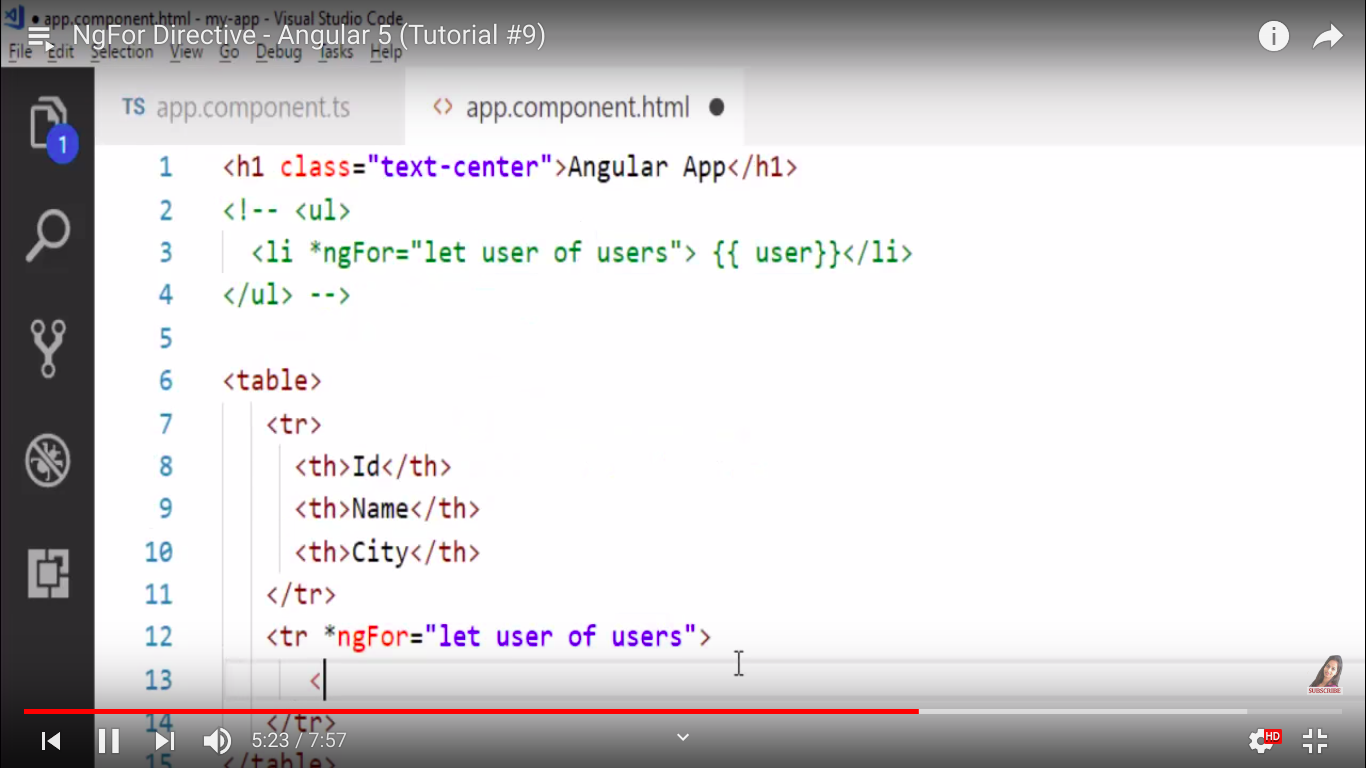 app.component.html - my-app - Visual Studio Code
NgFor Directive - Angular 5 (Tutorial #9)
File Edit Selection View Go Debug Tasks Help
TS app.component.ts
<> app.component.html ●
1
1 <h1 class="text-center">Angular App</h1>
2 <!-- <ul>
3 <li *ngFor="let user of users"> {{ user}}</li>
4 </ul> -->
5
6 <table>
7 <tr>
8 <th>Id</th>
9 <th>Name</th>
10 <th>City</th>
11 </tr>
12 <tr *ngFor="let user of users">
13 <
SUBSCRIBE
14 </tr>
5:23 / 7:57
HD
15 </table>